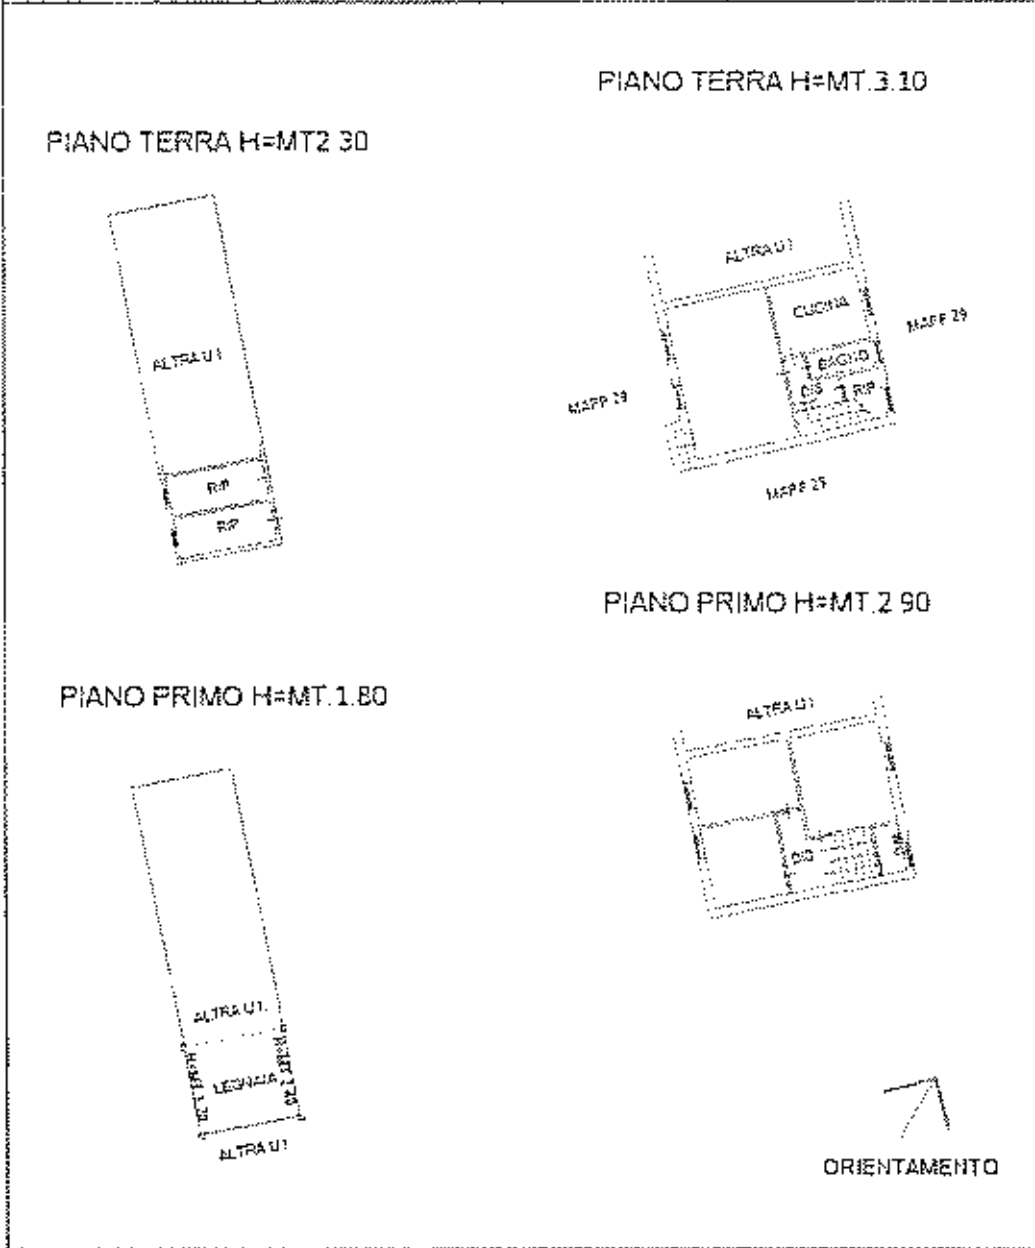 PIANO TERRA H=MT.3.10
PIANO TERRA H=MT2 30
ALTRA U.I
RIP
RIP
ALTRA U.I
CUCINA
BAGNO
DIS
RIP
MAPP 29
MAPP 29
MAPP 25
PIANO PRIMO H=MT.2 90
PIANO PRIMO H=MT.1.80
ALTRA U.I
DIS
ALTRA U.I.
LEGNAIA
ALTRA U.I
ORIENTAMENTO